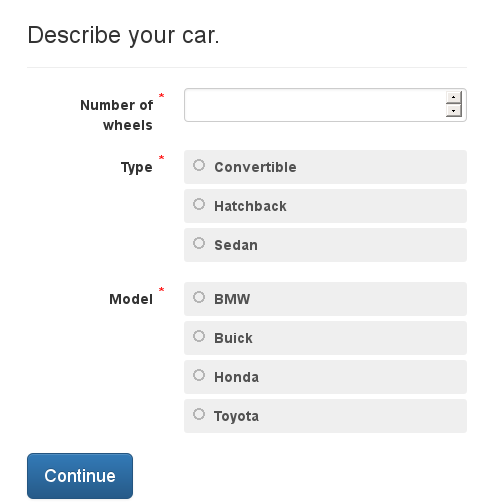 Describe your car.
Number of *
wheels
Type *
Convertible
Hatchback
Sedan
Model *
BMW
Buick
Honda
Toyota
Continue